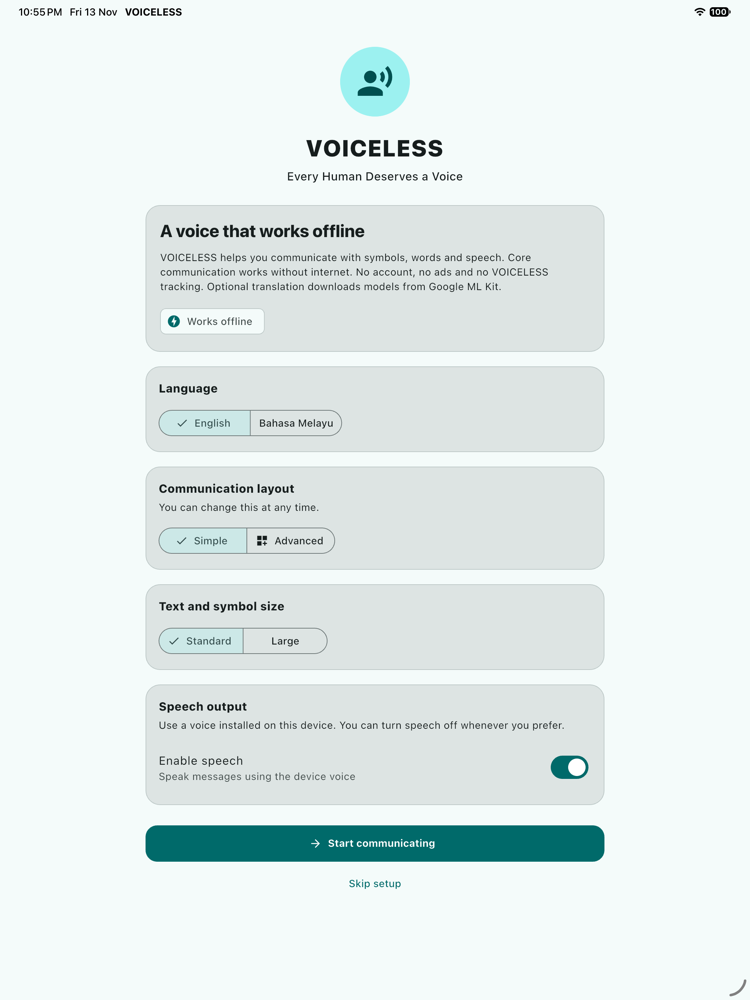 10:55 PM Fri 13 Nov VOICELESS 100
VOICELESS
Every Human Deserves a Voice
A voice that works offline
VOICELESS helps you communicate with symbols, words and speech. Core
communication works without internet. No account, no ads and no VOICELESS
tracking. Optional translation downloads models from Google ML Kit.
Works offline
Language
English Bahasa Melayu
Communication layout
You can change this at any time.
Simple Advanced
Text and symbol size
Standard Large
Speech output
Use a voice installed on this device. You can turn speech off whenever you prefer.
Enable speech
Speak messages using the device voice
Start communicating
Skip setup